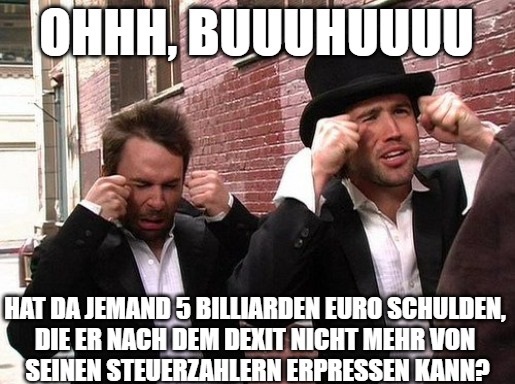 OHHH, BUUUHUUUU
HAT DA JEMAND 5 BILLIARDEN EURO SCHULDEN,
DIE ER NACH DEM DEXIT NICHT MEHR VON
SEINEN STEUERZAHLERN ERPRESSEN KANN?